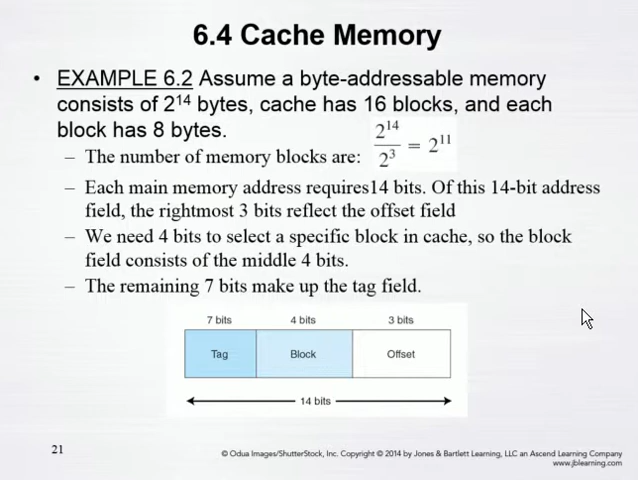 6.4 Cache Memory
• EXAMPLE 6.2 Assume a byte-addressable memory
consists of 2¹⁴ bytes, cache has 16 blocks, and each
block has 8 bytes.
– The number of memory blocks are: 2¹⁴ / 2³ = 2¹¹
– Each main memory address requires14 bits. Of this 14-bit address
field, the rightmost 3 bits reflect the offset field
– We need 4 bits to select a specific block in cache, so the block
field consists of the middle 4 bits.
– The remaining 7 bits make up the tag field.
7 bits 4 bits 3 bits
Tag Block Offset
14 bits
21
© Odua Images/ShutterStock, Inc. Copyright © 2014 by Jones & Bartlett Learning, LLC an Ascend Learning Company
www.jblearning.com